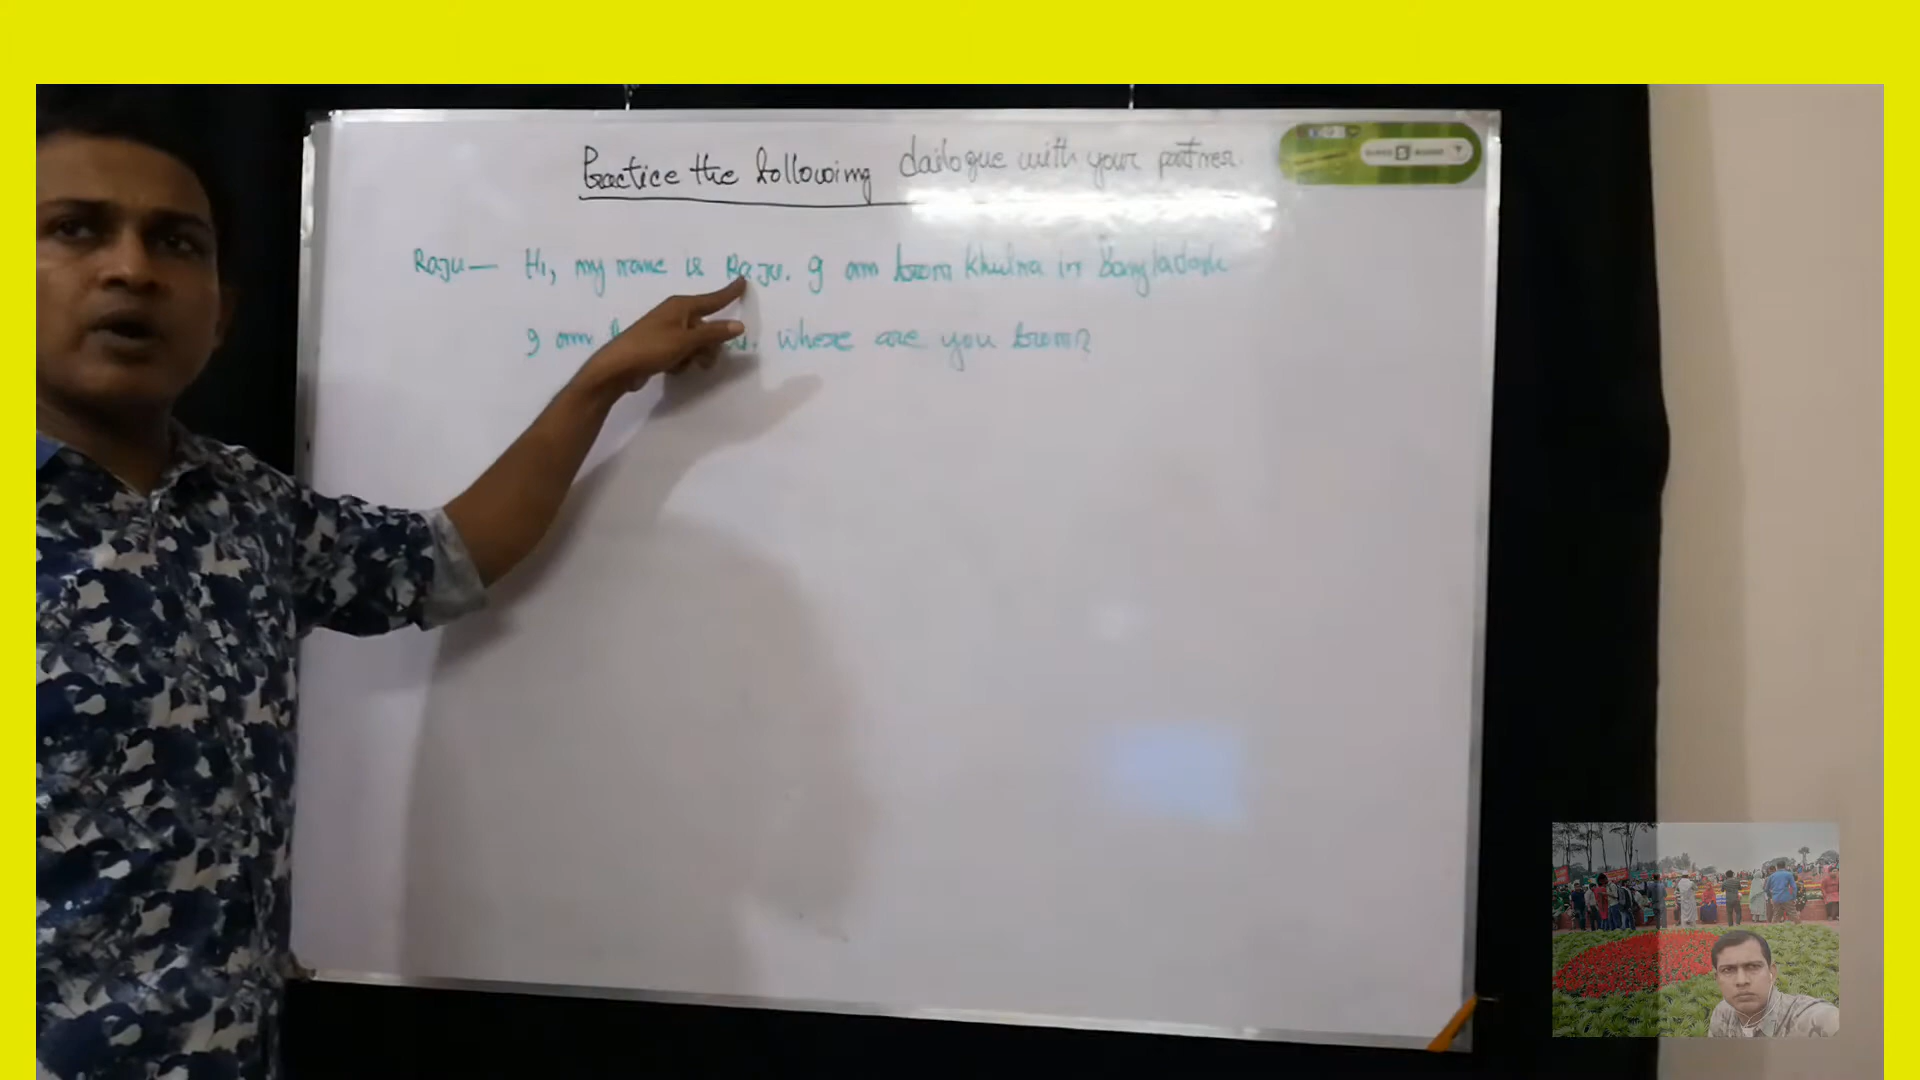 Practice the following dailogue with your partner.
Raju — Hi, my name is Raju. I am from Khulna in Bangladesh
I am where are you from?